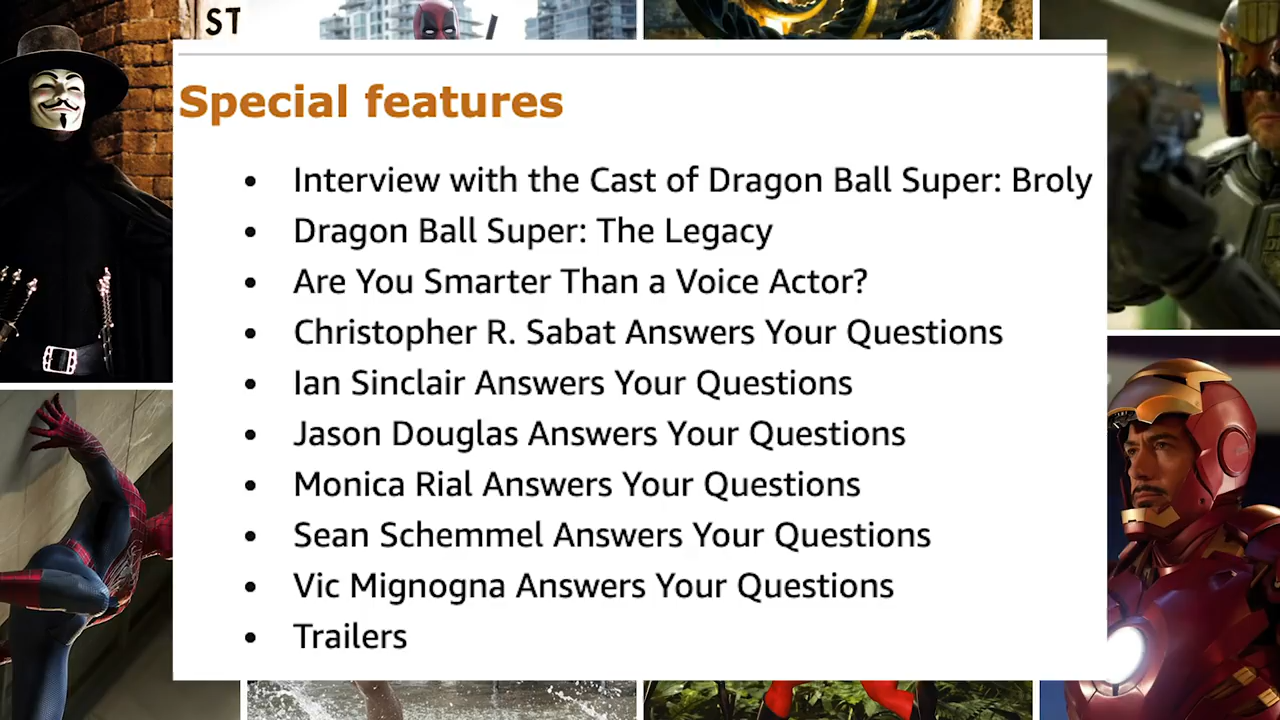 ST
Special features
Interview with the Cast of Dragon Ball Super: Broly
Dragon Ball Super: The Legacy
Are You Smarter Than a Voice Actor?
Christopher R. Sabat Answers Your Questions
Ian Sinclair Answers Your Questions
Jason Douglas Answers Your Questions
Monica Rial Answers Your Questions
Sean Schemmel Answers Your Questions
Vic Mignogna Answers Your Questions
Trailers